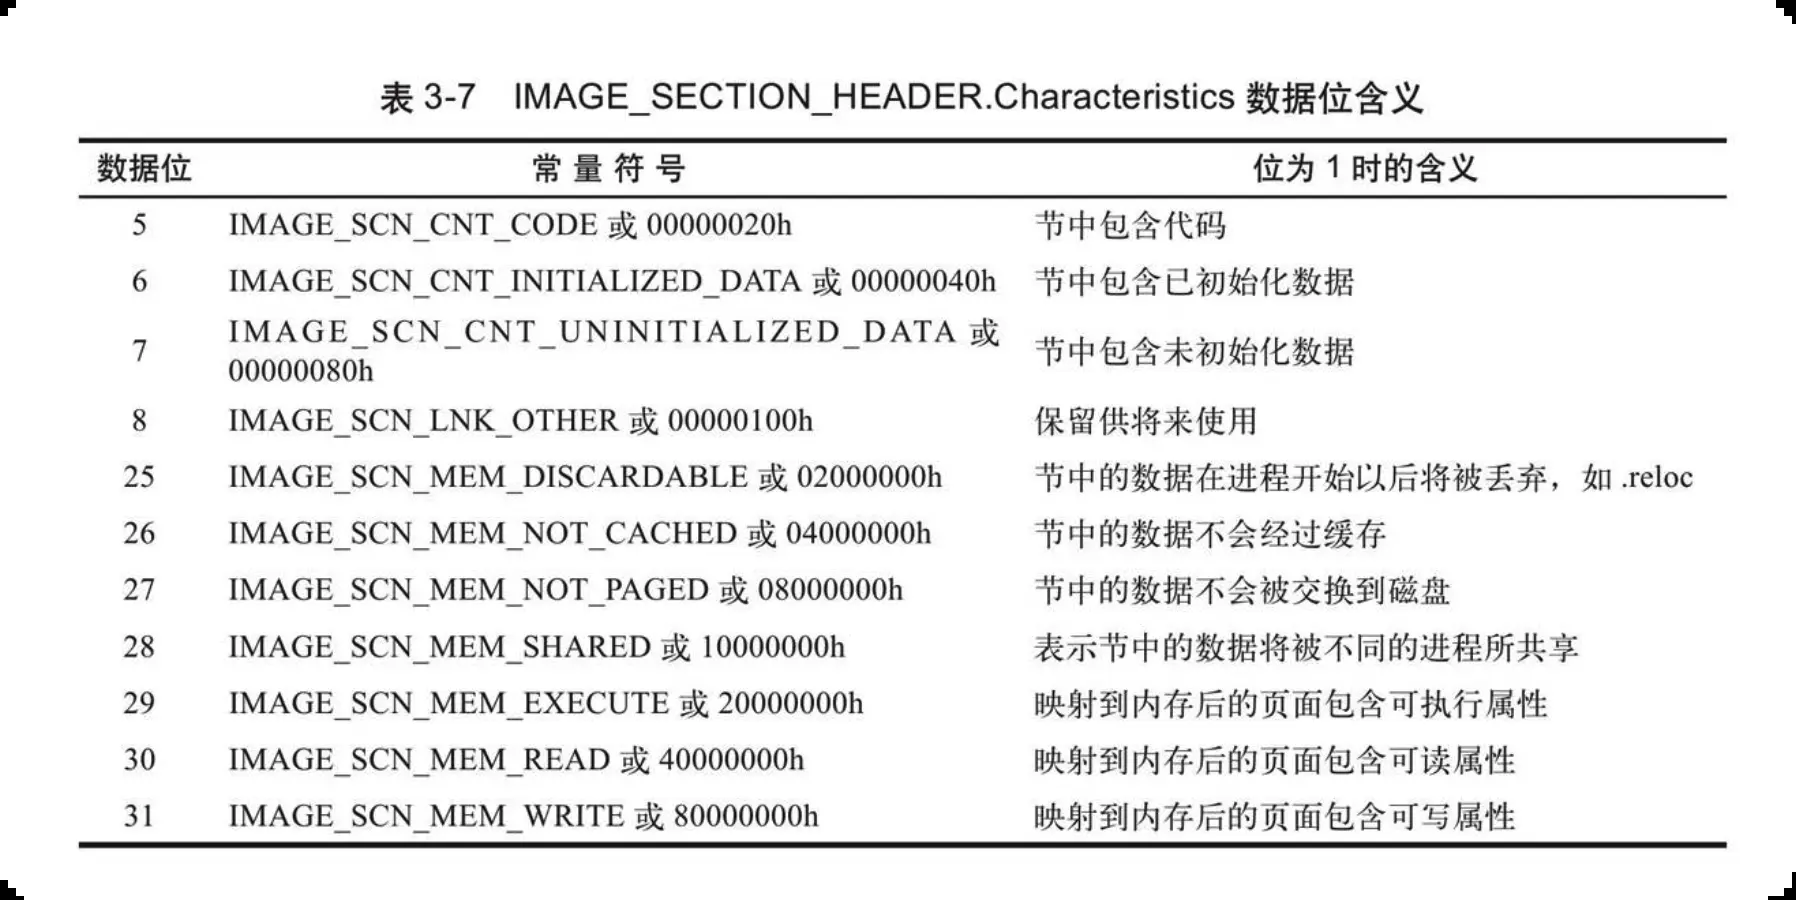 表 3-7 IMAGE_SECTION_HEADER.Characteristics 数据位含义
数据位 常 量 符 号 位为 1 时的含义
5 IMAGE_SCN_CNT_CODE 或 00000020h 节中包含代码
6 IMAGE_SCN_CNT_INITIALIZED_DATA 或 00000040h 节中包含已初始化数据
7 IMAGE_SCN_CNT_UNINITIALIZED_DATA 或 节中包含未初始化数据
00000080h
8 IMAGE_SCN_LNK_OTHER 或 00000100h 保留供将来使用
25 IMAGE_SCN_MEM_DISCARDABLE 或 02000000h 节中的数据在进程开始以后将被丢弃，如 .reloc
26 IMAGE_SCN_MEM_NOT_CACHED 或 04000000h 节中的数据不会经过缓存
27 IMAGE_SCN_MEM_NOT_PAGED 或 08000000h 节中的数据不会被交换到磁盘
28 IMAGE_SCN_MEM_SHARED 或 10000000h 表示节中的数据将被不同的进程所共享
29 IMAGE_SCN_MEM_EXECUTE 或 20000000h 映射到内存后的页面包含可执行属性
30 IMAGE_SCN_MEM_READ 或 40000000h 映射到内存后的页面包含可读属性
31 IMAGE_SCN_MEM_WRITE 或 80000000h 映射到内存后的页面包含可写属性